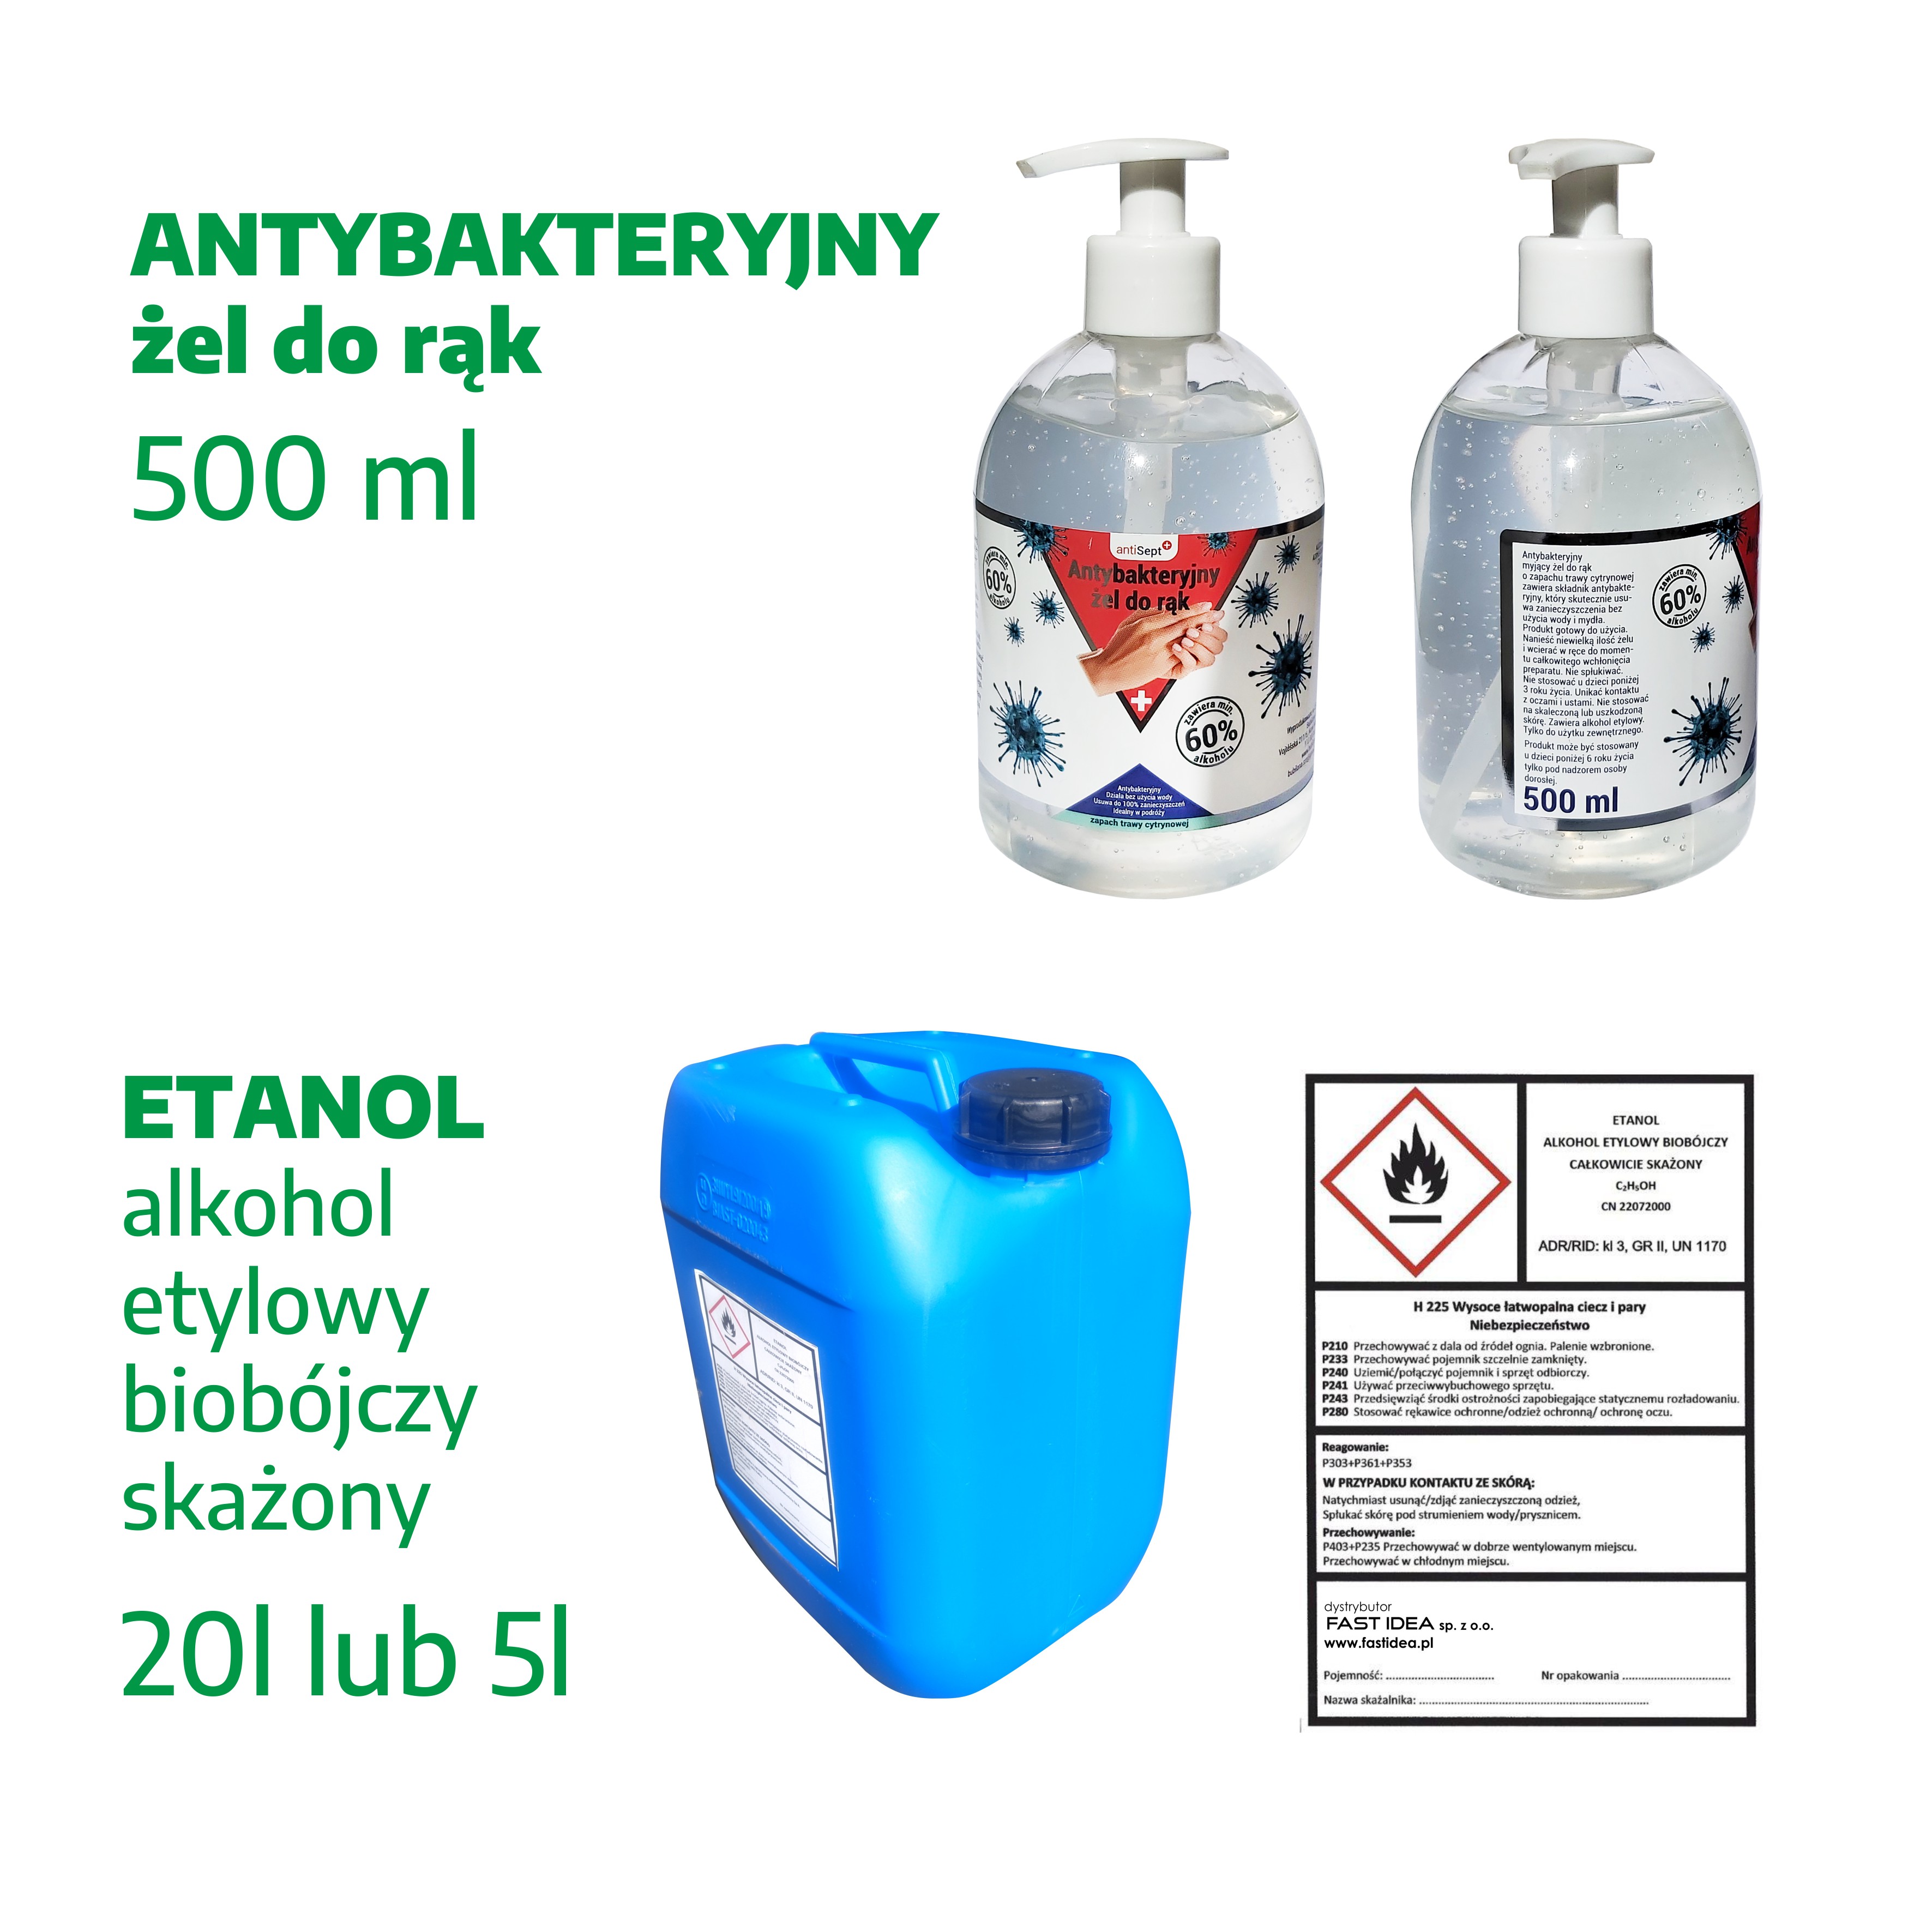 ANTYBAKTERYJNY
żel do rąk
500 ml
antiSept
Antybakteryjny
żel do rąk
zawiera min.
60%
alkoholu
zawiera min.
60%
alkoholu
Antybakteryjny
Działa bez użycia wody
Usuwa do 100% zanieczyszczeń
Idealny w podróży
zapach trawy cytrynowej
Antybakteryjny
myjący żel do rąk
o zapachu trawy cytrynowej
zawiera składnik antybakte-
ryjny, który skutecznie usu-
wa zanieczyszczenia bez
użycia wody i mydła.
Produkt gotowy do użycia.
Nanieść niewielką ilość żelu
i wcierać w ręce do momen-
tu całkowitego wchłonięcia
preparatu. Nie spłukiwać.
Nie stosować u dzieci poniżej
3 roku życia. Unikać kontaktu
z oczami i ustami. Nie stosować
na skaleczoną lub uszkodzoną
skórę. Zawiera alkohol etylowy.
Tylko do użytku zewnętrznego.
Produkt może być stosowany
u dzieci poniżej 6 roku życia
tylko pod nadzorem osoby
dorosłej.
500 ml
zawiera min.
60%
alkoholu
ETANOL
alkohol
etylowy
biobójczy
skażony
20l lub 5l
ETANOL
ALKOHOL ETYLOWY BIOBÓJCZY
CAŁKOWICIE SKAŻONY
C₂H₅OH
CN 22072000
ADR/RID: kl 3, GR II, UN 1170
H 225 Wysoce łatwopalna ciecz i pary
Niebezpieczeństwo
P210 Przechowywać z dala od źródeł ognia. Palenie wzbronione.
P233 Przechowywać pojemnik szczelnie zamknięty.
P240 Uziemić/połączyć pojemnik i sprzęt odbiorczy.
P241 Używać przeciwwybuchowego sprzętu.
P243 Przedsięwziąć środki ostrożności zapobiegające statycznemu rozładowaniu.
P280 Stosować rękawice ochronne/odzież ochronną/ ochronę oczu.
Reagowanie:
P303+P361+P353
W PRZYPADKU KONTAKTU ZE SKÓRĄ:
Natychmiast usunąć/zdjąć zanieczyszczoną odzież,
Spłukać skórę pod strumieniem wody/prysznicem.
Przechowywanie:
P403+P235 Przechowywać w dobrze wentylowanym miejscu.
Przechowywać w chłodnym miejscu.
dystrybutor
FAST IDEA sp. z o.o.
www.fastidea.pl
Pojemność: ........................ Nr opakowania ........................
Nazwa skażalnika: ................................................